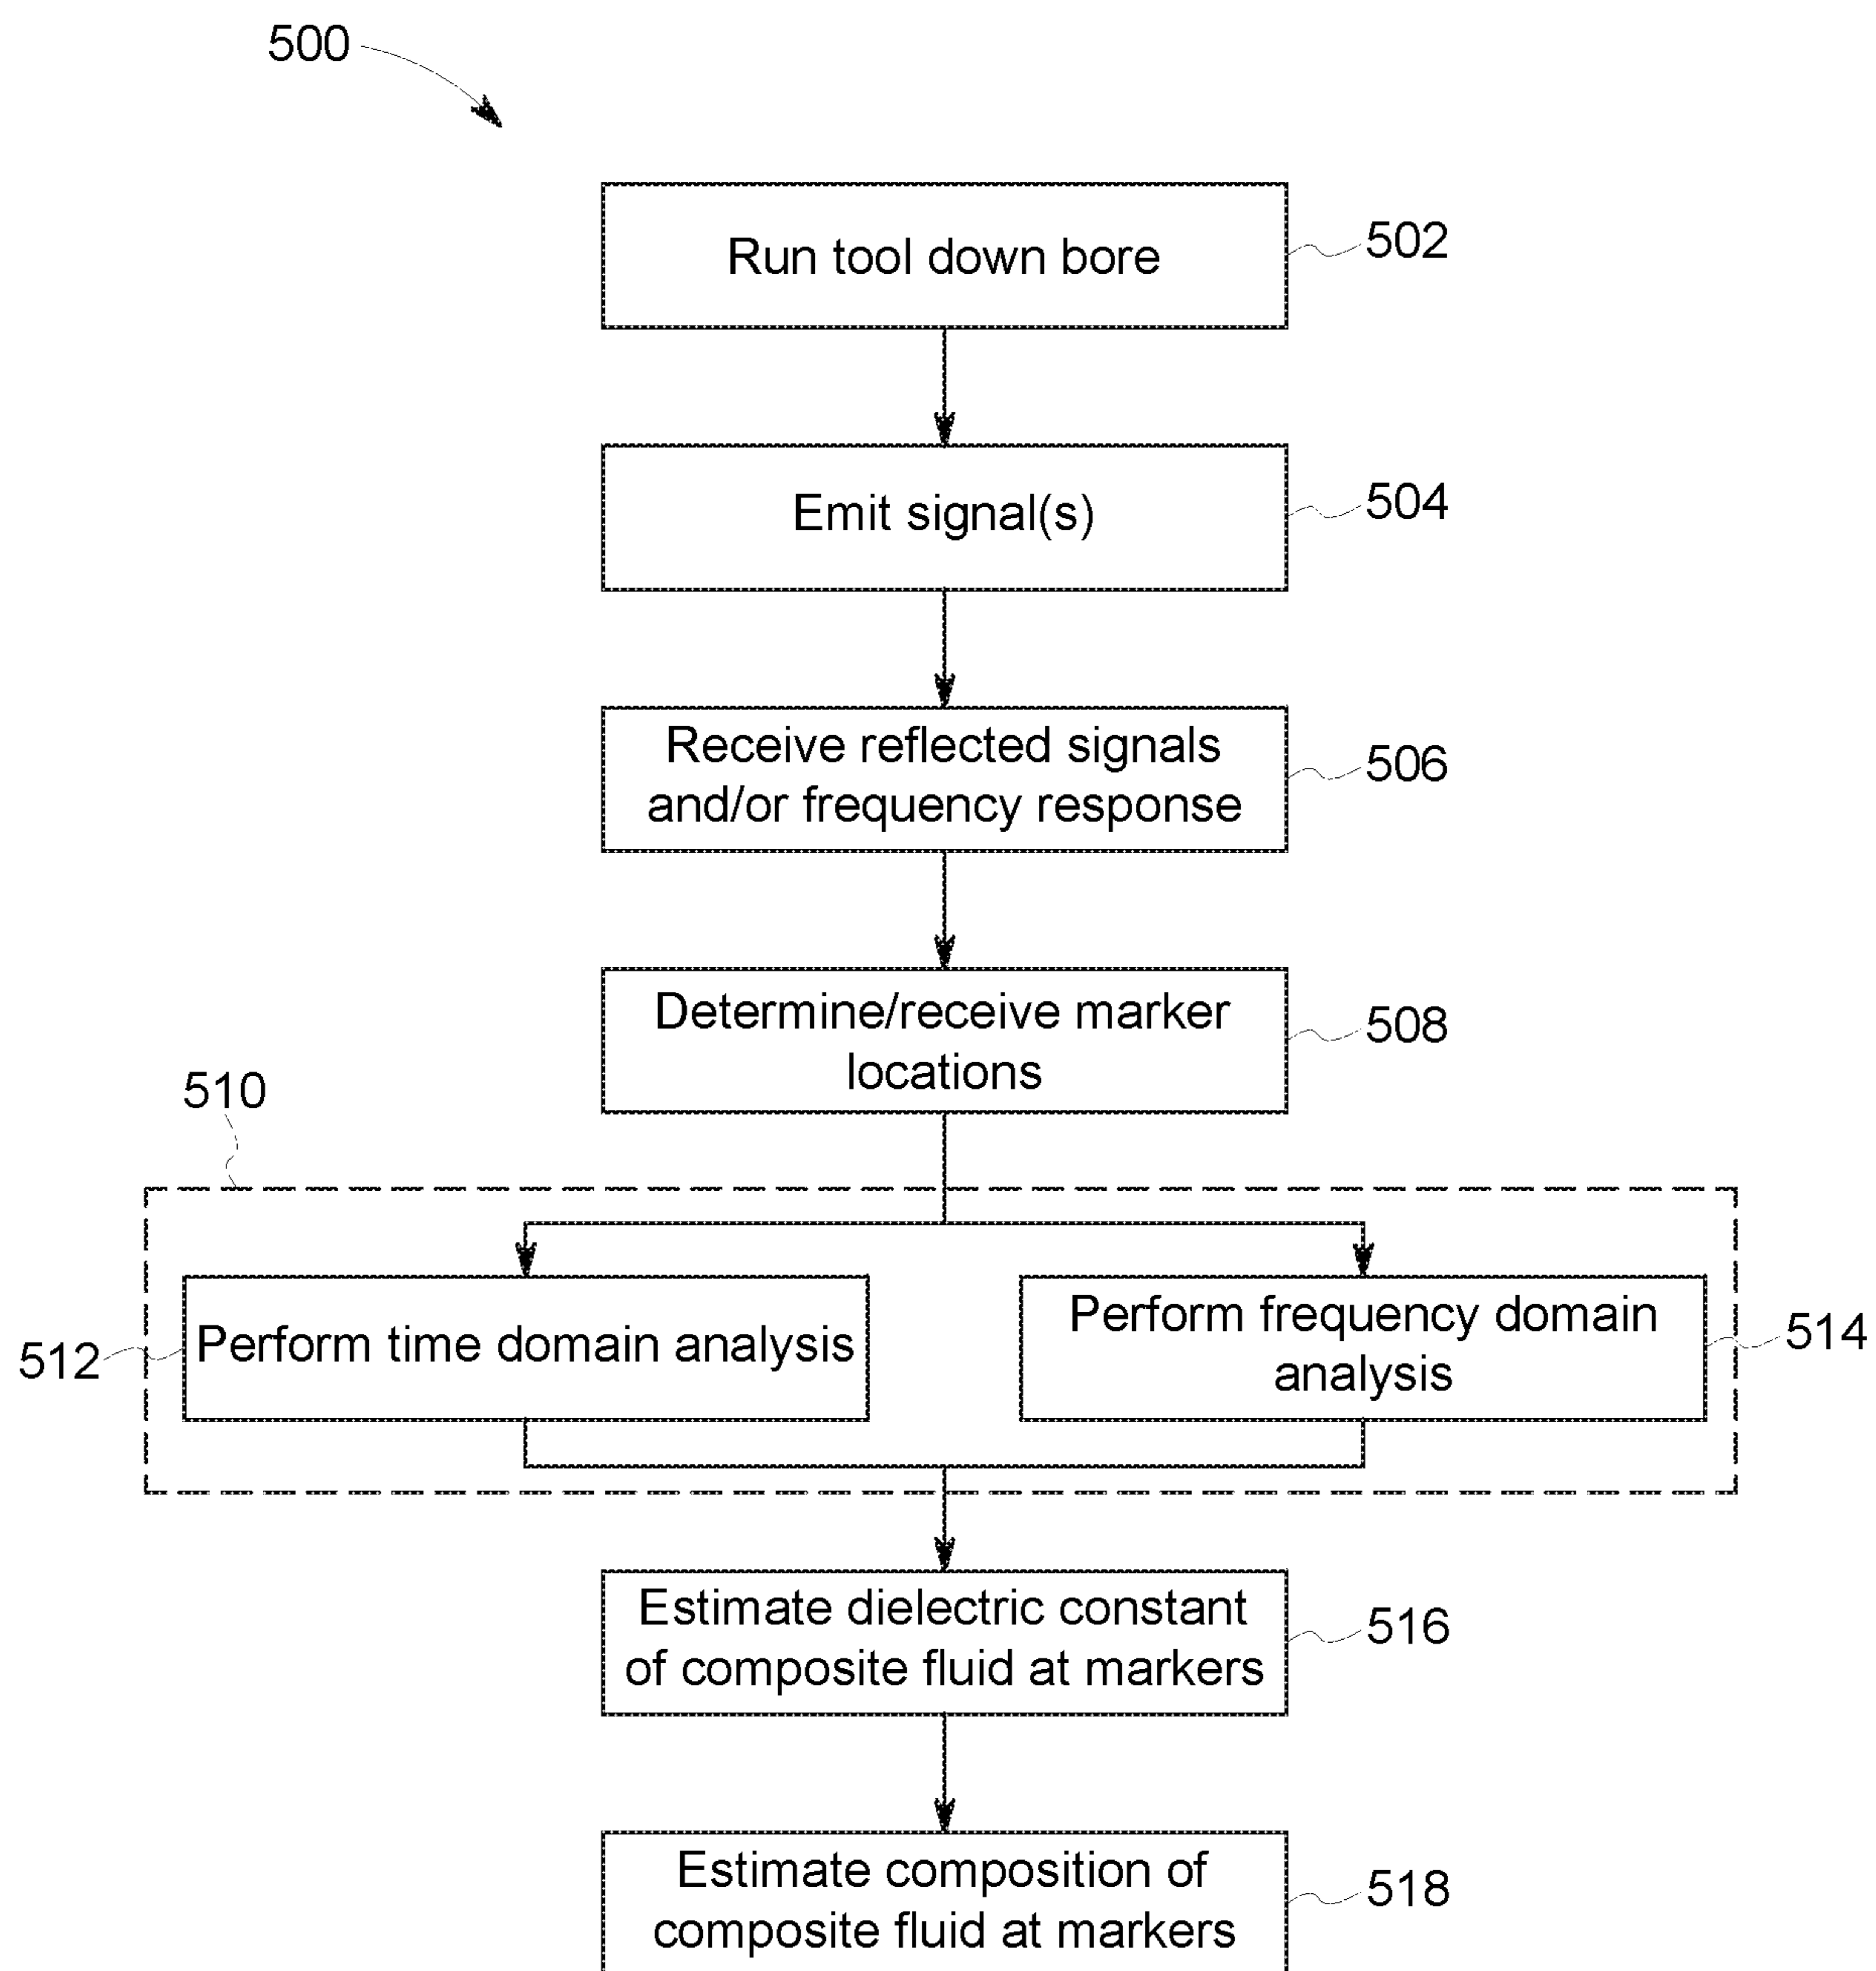 500
Run tool down bore
502
Emit signal(s)
504
Receive reflected signals
and/or frequency response
506
Determine/receive marker
locations
508
510
Perform time domain analysis
512
Perform frequency domain
analysis
514
Estimate dielectric constant
of composite fluid at markers
516
Estimate composition of
composite fluid at markers
518